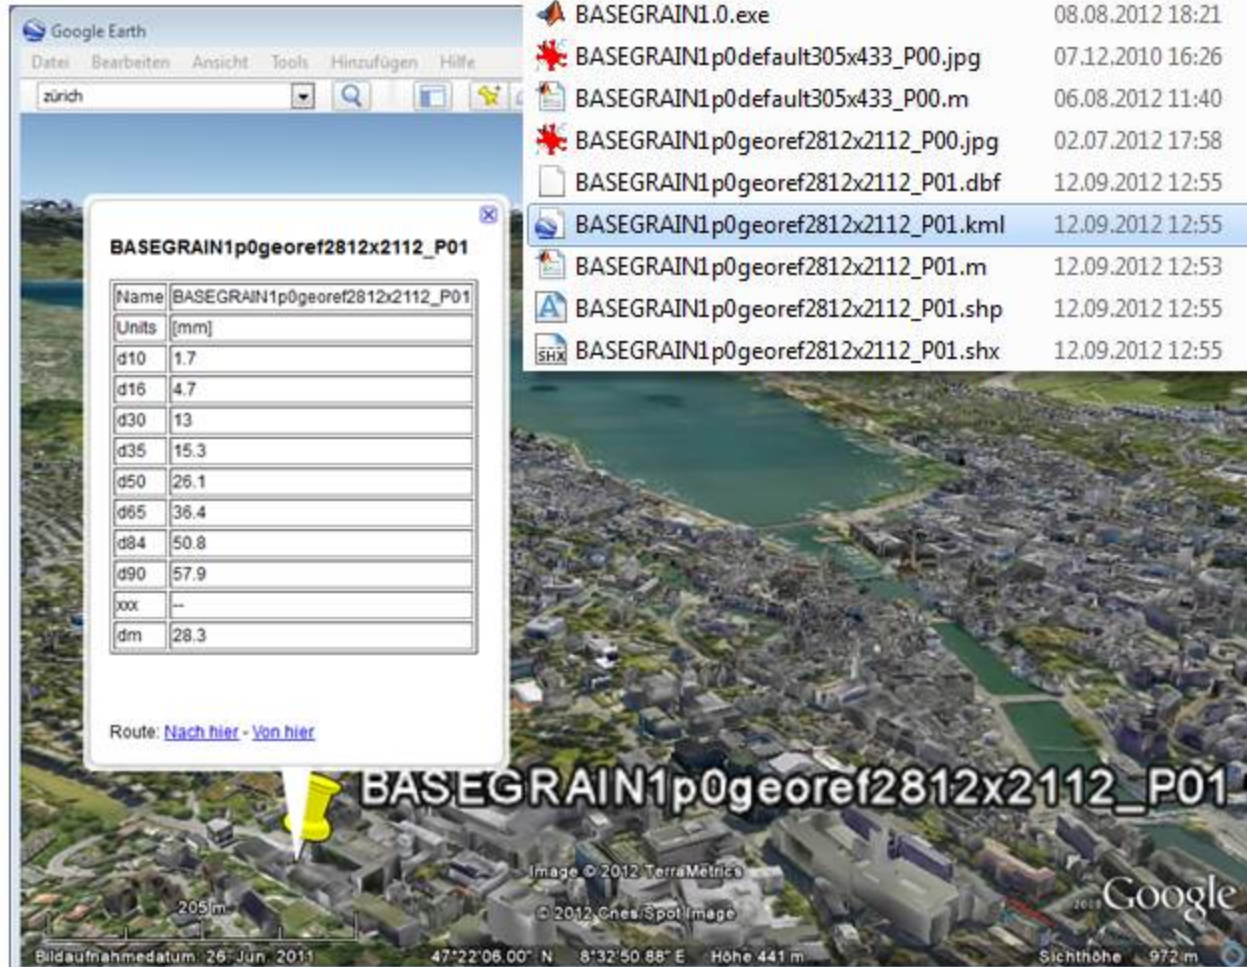 Google Earth
Datei Bearbeiten Ansicht Tools Hinzufügen Hilfe
zürich
BASEGRAIN1.0.exe 08.08.2012 18:21
BASEGRAIN1p0default305x433_P00.jpg 07.12.2010 16:26
BASEGRAIN1p0default305x433_P00.m 06.08.2012 11:40
BASEGRAIN1p0georef2812x2112_P00.jpg 02.07.2012 17:58
BASEGRAIN1p0georef2812x2112_P01.dbf 12.09.2012 12:55
BASEGRAIN1p0georef2812x2112_P01.kml 12.09.2012 12:55
BASEGRAIN1p0georef2812x2112_P01.m 12.09.2012 12:53
BASEGRAIN1p0georef2812x2112_P01.shp 12.09.2012 12:55
SHX BASEGRAIN1p0georef2812x2112_P01.shx 12.09.2012 12:55
BASEGRAIN1p0georef2812x2112_P01
Name BASEGRAIN1p0georef2812x2112_P01
Units [mm]
d10 1.7
d16 4.7
d30 13
d35 15.3
d50 26.1
d65 36.4
d84 50.8
d90 57.9
xxx --
dm 28.3
Route: Nach hier - Von hier
BASEGRAIN1p0georef2812x2112_P01
Image © 2012 TerraMetrics
© 2012 Cnes/Spot Image
Google
205 m
Bildaufnahmedatum: 26. Jun. 2011 47°22'06.00" N 8°32'50.88" E Höhe 441 m Sichthöhe 972 m